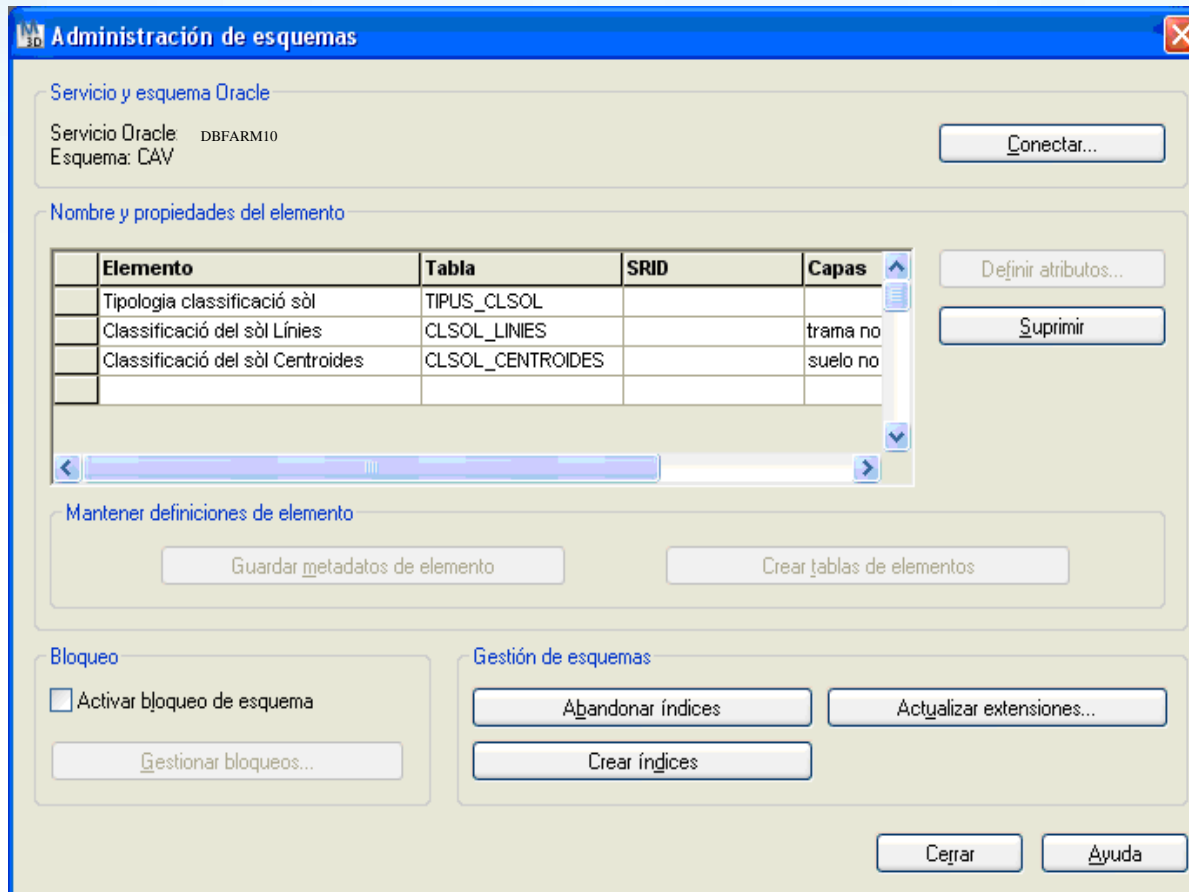 M 3D Administración de esquemas
Servicio y esquema Oracle
Servicio Oracle: DBFARM10
Esquema: CAV
Conectar...
Nombre y propiedades del elemento
Elemento Tabla SRID Capas
Tipologia classificació sòl TIPUS_CLSOL
Classificació del sòl Línies CLSOL_LINIES trama no
Classificació del sòl Centroides CLSOL_CENTROIDES suelo no
Definir atributos...
Suprimir
Mantener definiciones de elemento
Guardar metadatos de elemento Crear tablas de elementos
Bloqueo
Activar bloqueo de esquema
Gestionar bloqueos...
Gestión de esquemas
Abandonar índices Actualizar extensiones...
Crear índices
Cerrar Ayuda